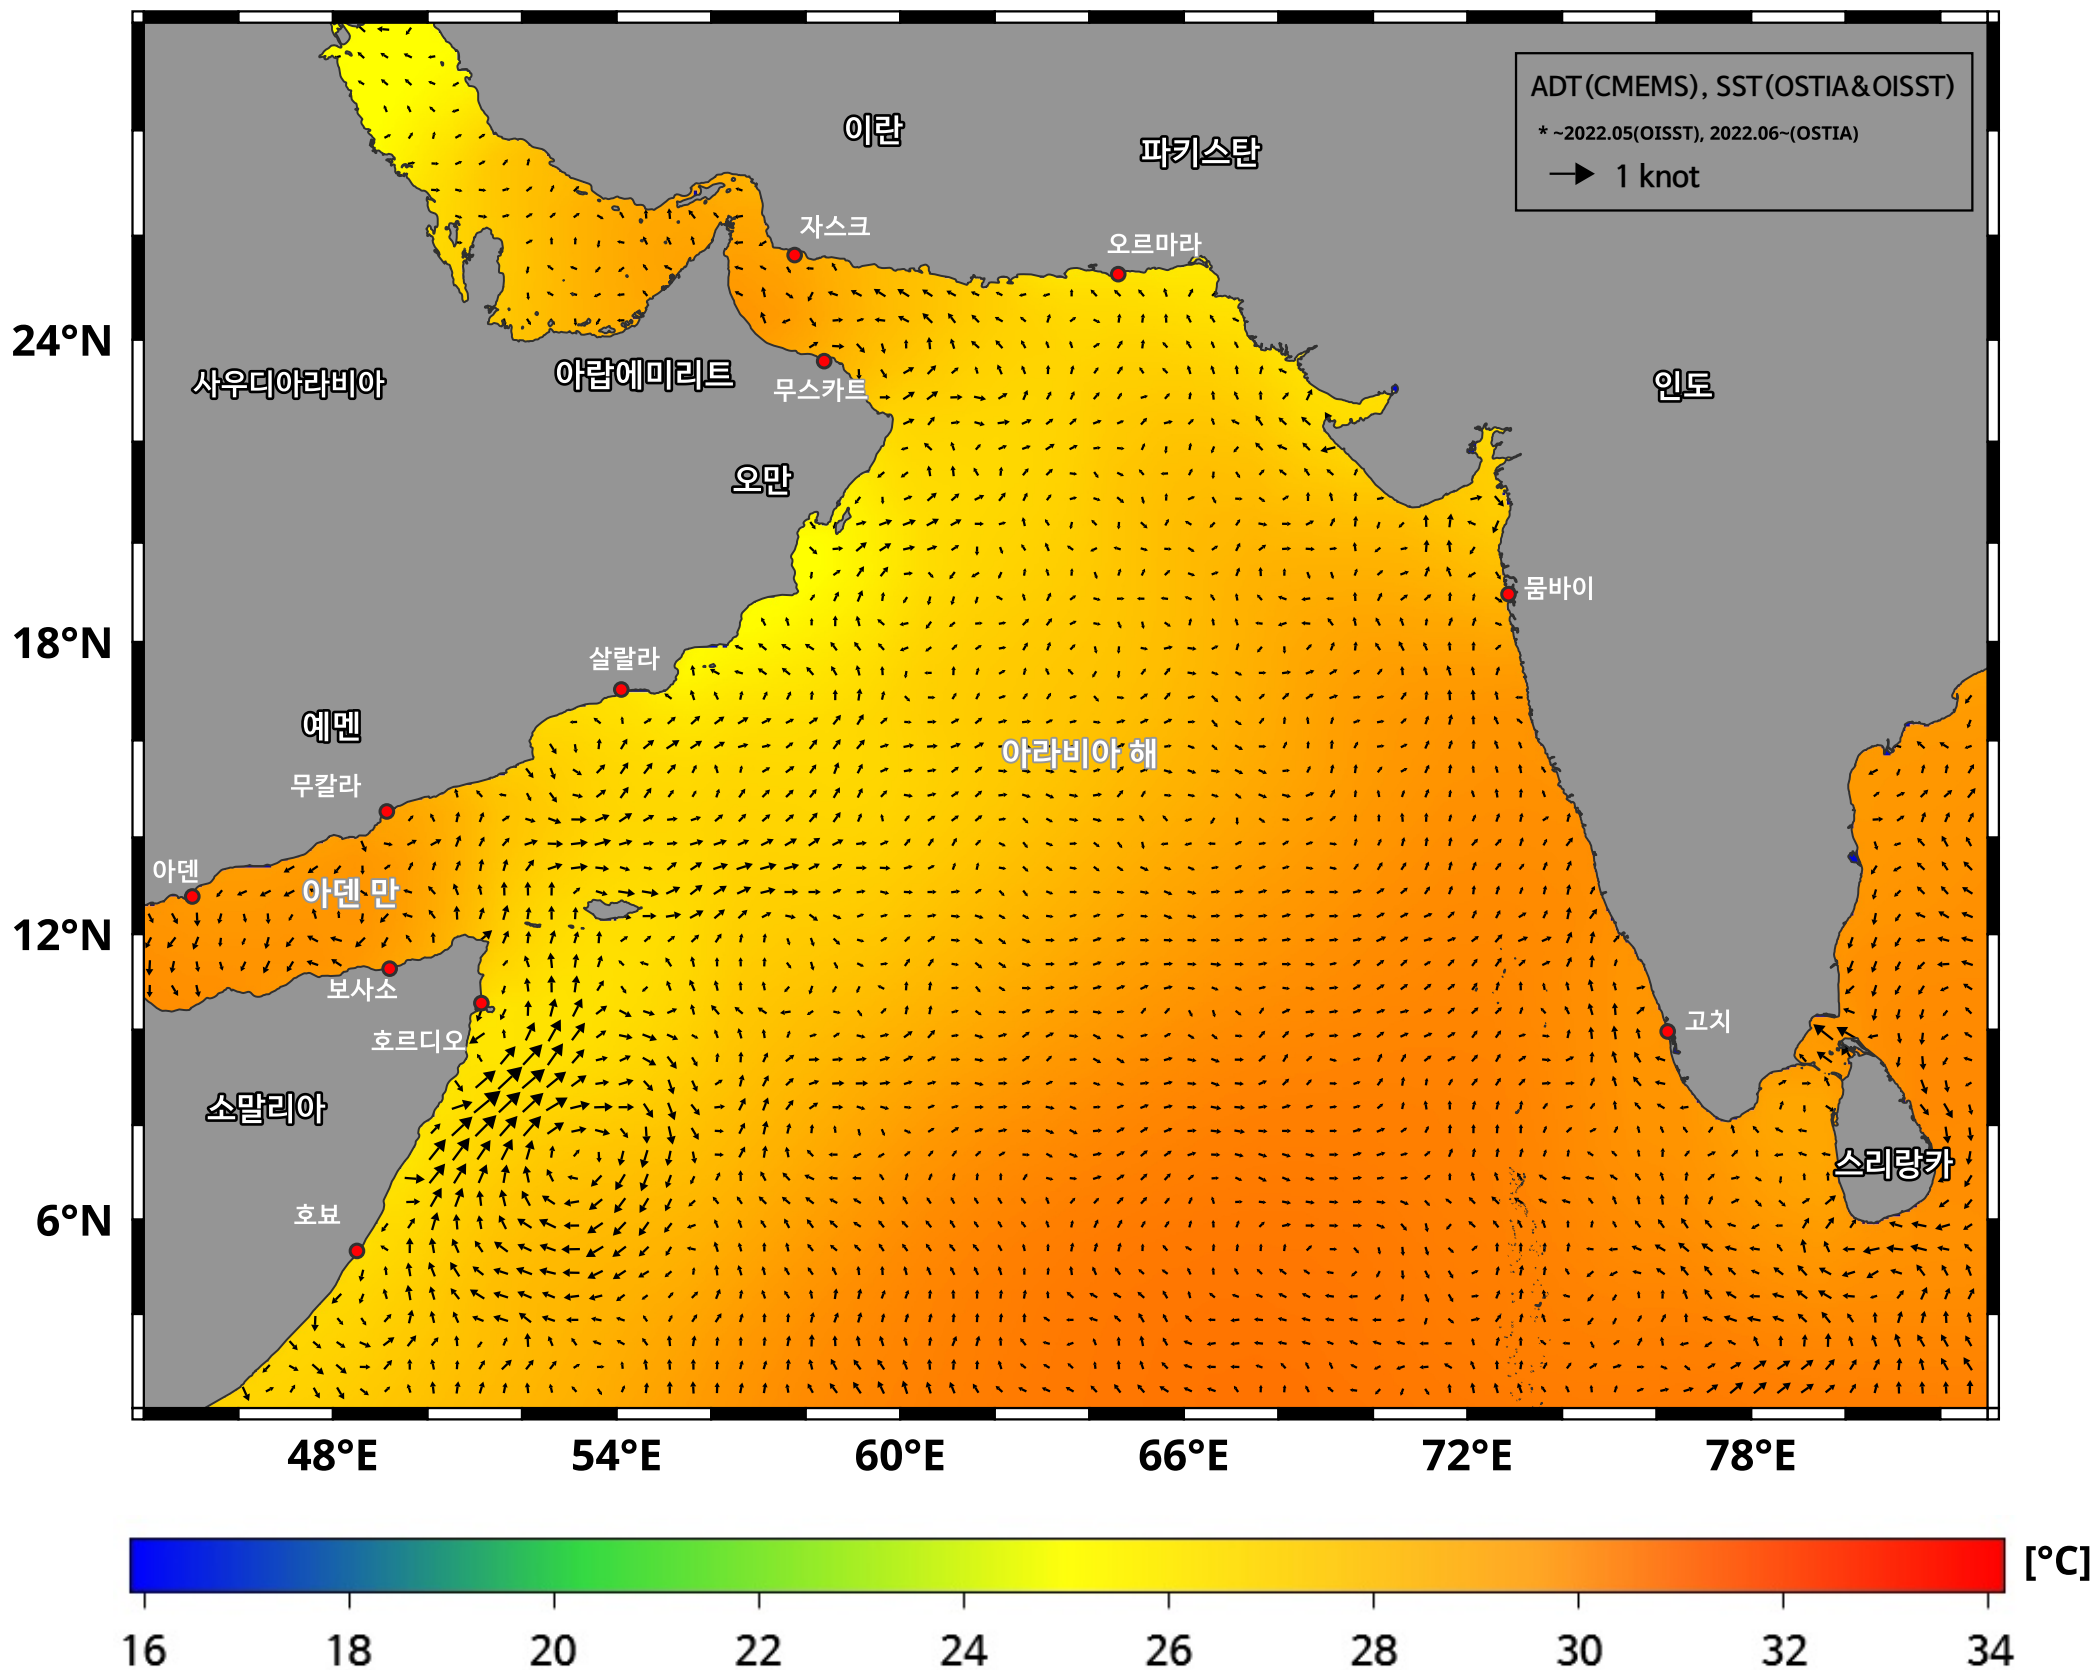 ADT(CMEMS), SST(OSTIA&OISST)
* ~2022.05(OISST), 2022.06~(OSTIA)
1 knot
이란
파키스탄
자스크
오르마라
24°N
사우디아라비아
아랍에미리트
무스카트
인도
오만
뭄바이
18°N
살랄라
예멘
아라비아 해
무칼라
아덴
아덴 만
12°N
보사소
호르디오
고치
소말리아
스리랑카
호뵤
6°N
48°E 54°E 60°E 66°E 72°E 78°E
[°C]
16 18 20 22 24 26 28 30 32 34